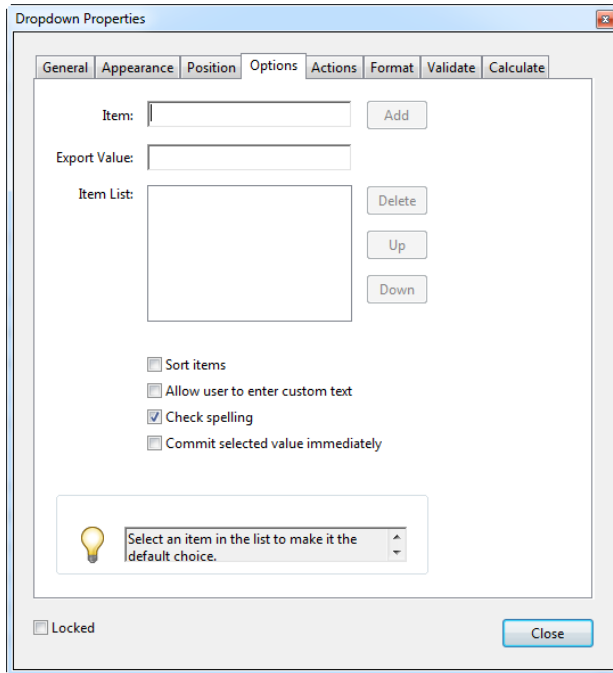 Dropdown Properties
General Appearance Position Options Actions Format Validate Calculate
Item: Add
Export Value:
Item List: Delete
Up
Down
Sort items
Allow user to enter custom text
Check spelling
Commit selected value immediately
Select an item in the list to make it the
default choice.
Locked Close